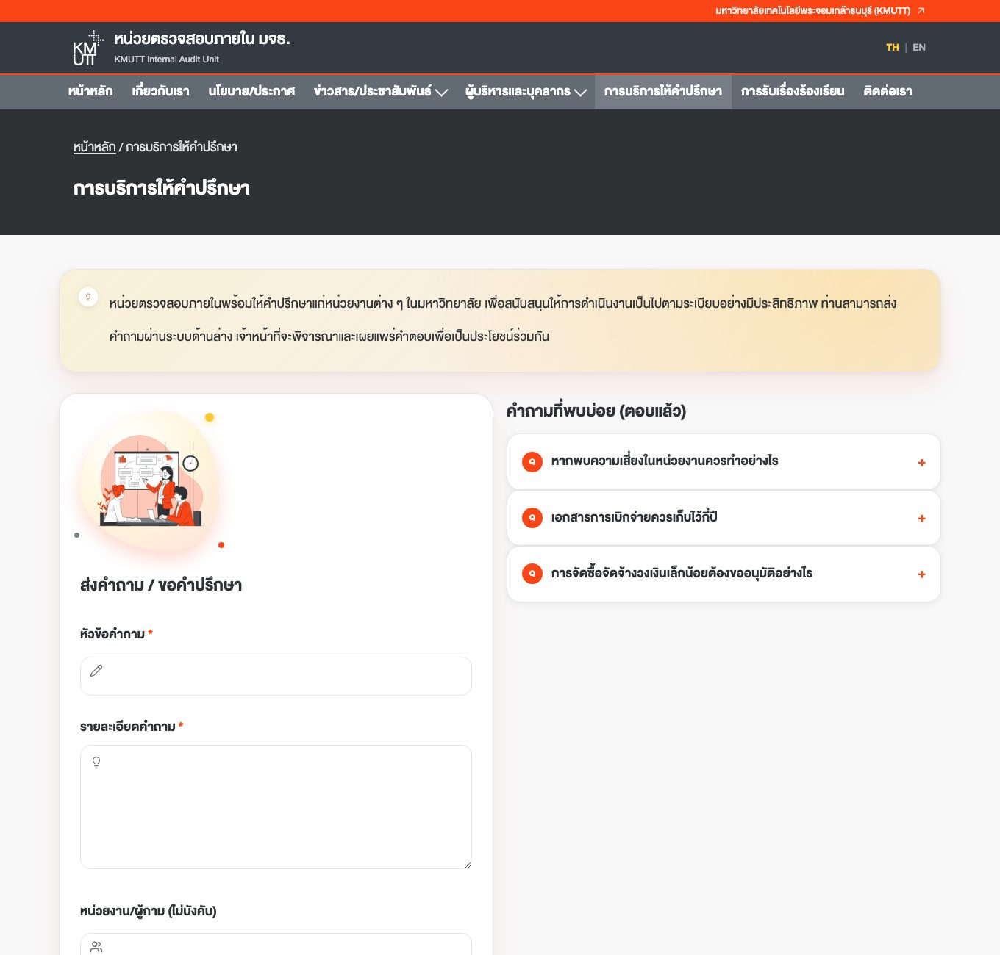 มหาวิทยาลัยเทคโนโลยีพระจอมเกล้าธนบุรี (KMUTT)
KMUTT
หน่วยตรวจสอบภายใน มจธ.
KMUTT Internal Audit Unit
TH | EN
หน้าหลัก เกี่ยวกับเรา นโยบาย/ประกาศ ข่าวสาร/ประชาสัมพันธ์ ผู้บริหารและบุคลากร การบริการให้คำปรึกษา การรับเรื่องร้องเรียน ติดต่อเรา
หน้าหลัก / การบริการให้คำปรึกษา
การบริการให้คำปรึกษา
หน่วยตรวจสอบภายในพร้อมให้คำปรึกษาแก่หน่วยงานต่าง ๆ ในมหาวิทยาลัย เพื่อสนับสนุนให้การดำเนินงานเป็นไปตามระเบียบอย่างมีประสิทธิภาพ ท่านสามารถส่ง
คำถามผ่านระบบด้านล่าง เจ้าหน้าที่จะพิจารณาและเผยแพร่คำตอบเพื่อเป็นประโยชน์ร่วมกัน
ส่งคำถาม / ขอคำปรึกษา
หัวข้อคำถาม *
รายละเอียดคำถาม *
หน่วยงาน/ผู้ถาม (ไม่บังคับ)
คำถามที่พบบ่อย (ตอบแล้ว)
Q หากพบความเสี่ยงในหน่วยงานควรทำอย่างไร +
Q เอกสารการเบิกจ่ายควรเก็บไว้กี่ปี +
Q การจัดซื้อจัดจ้างวงเงินเล็กน้อยต้องขออนุมัติอย่างไร +